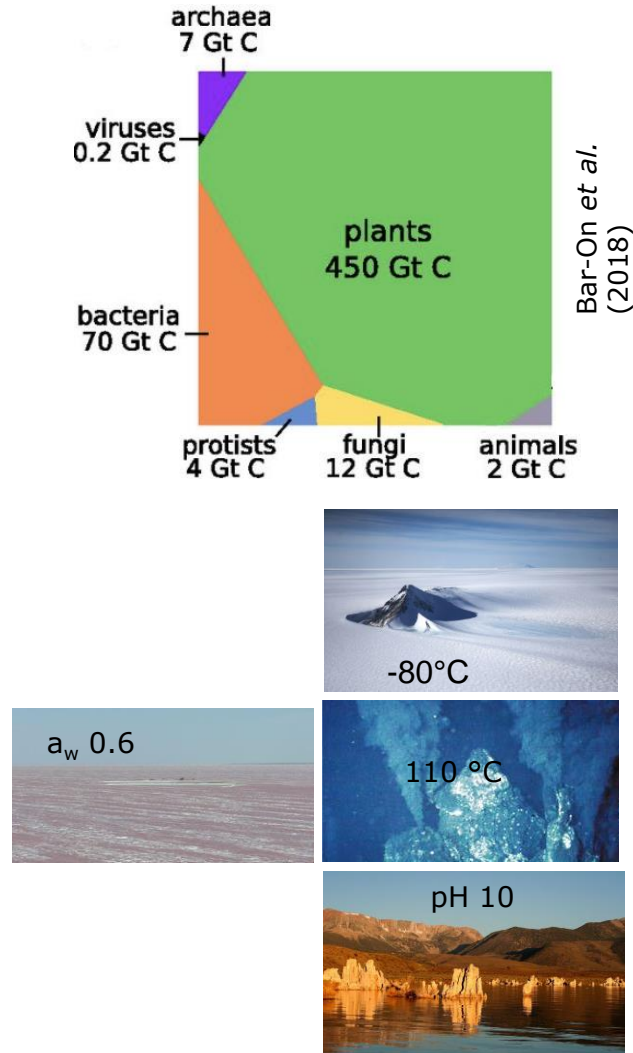 archaea
7 Gt C
viruses
0.2 Gt C
plants
450 Gt C
Bar-On et al.
(2018)
bacteria
70 Gt C
protists
4 Gt C
fungi
12 Gt C
animals
2 Gt C
-80°C
aw 0.6
110 °C
pH 10